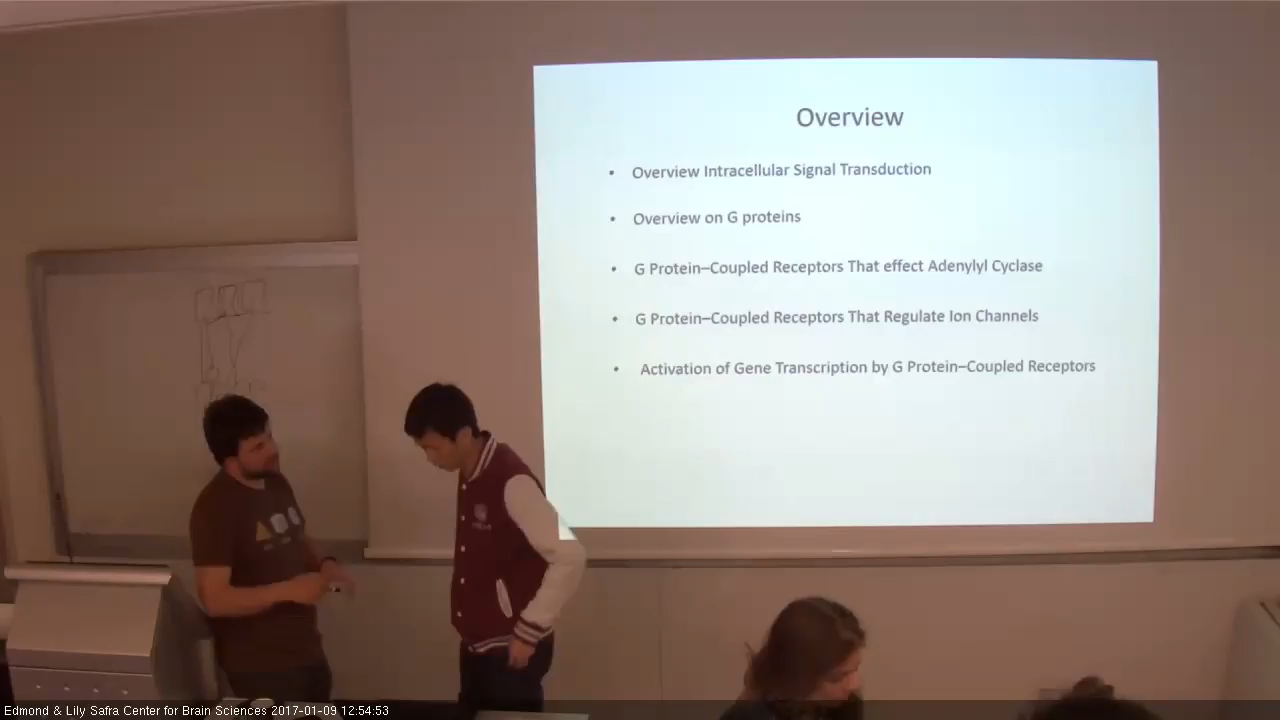 Overview
• Overview Intracellular Signal Transduction
• Overview on G proteins
• G Protein–Coupled Receptors That effect Adenylyl Cyclase
• G Protein–Coupled Receptors That Regulate Ion Channels
• Activation of Gene Transcription by G Protein–Coupled Receptors
Edmond & Lily Safra Center for Brain Sciences 2017-01-09 12:54:53